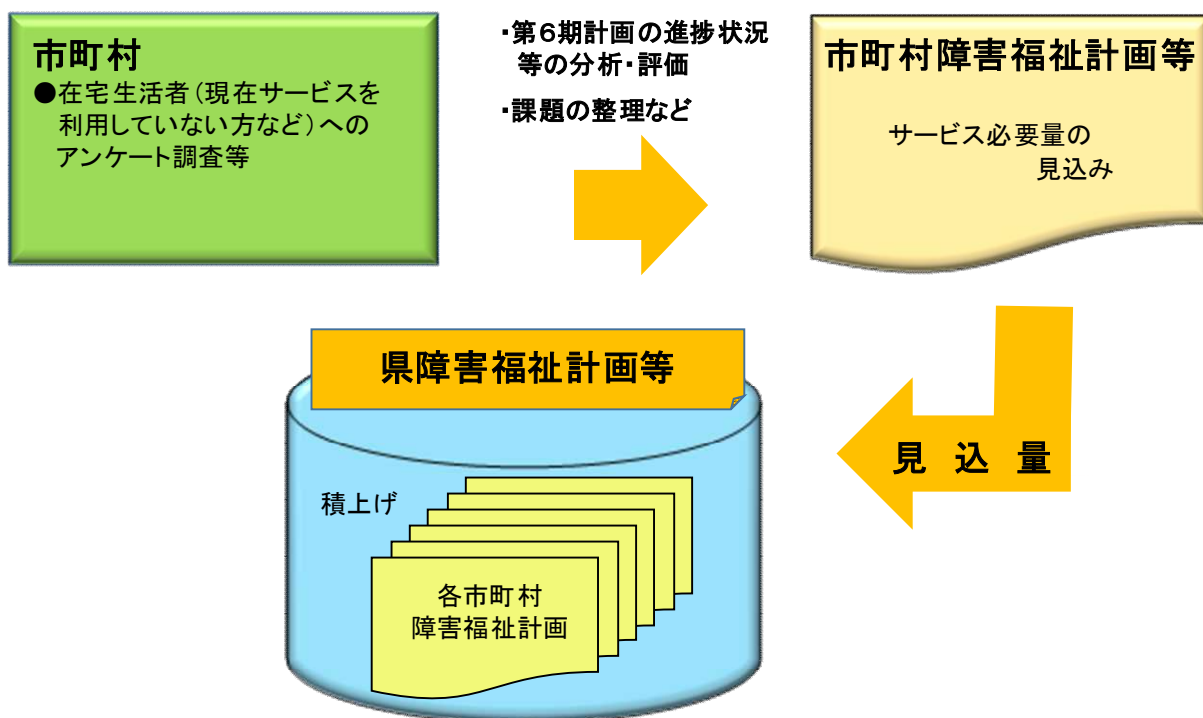 市町村
●在宅生活者(現在サービスを
利用していない方など)への
アンケート調査等
・第6期計画の進捗状況
等の分析・評価
・課題の整理など
市町村障害福祉計画等
サービス必要量の
見込み
見込量
県障害福祉計画等
積上げ
各市町村
障害福祉計画